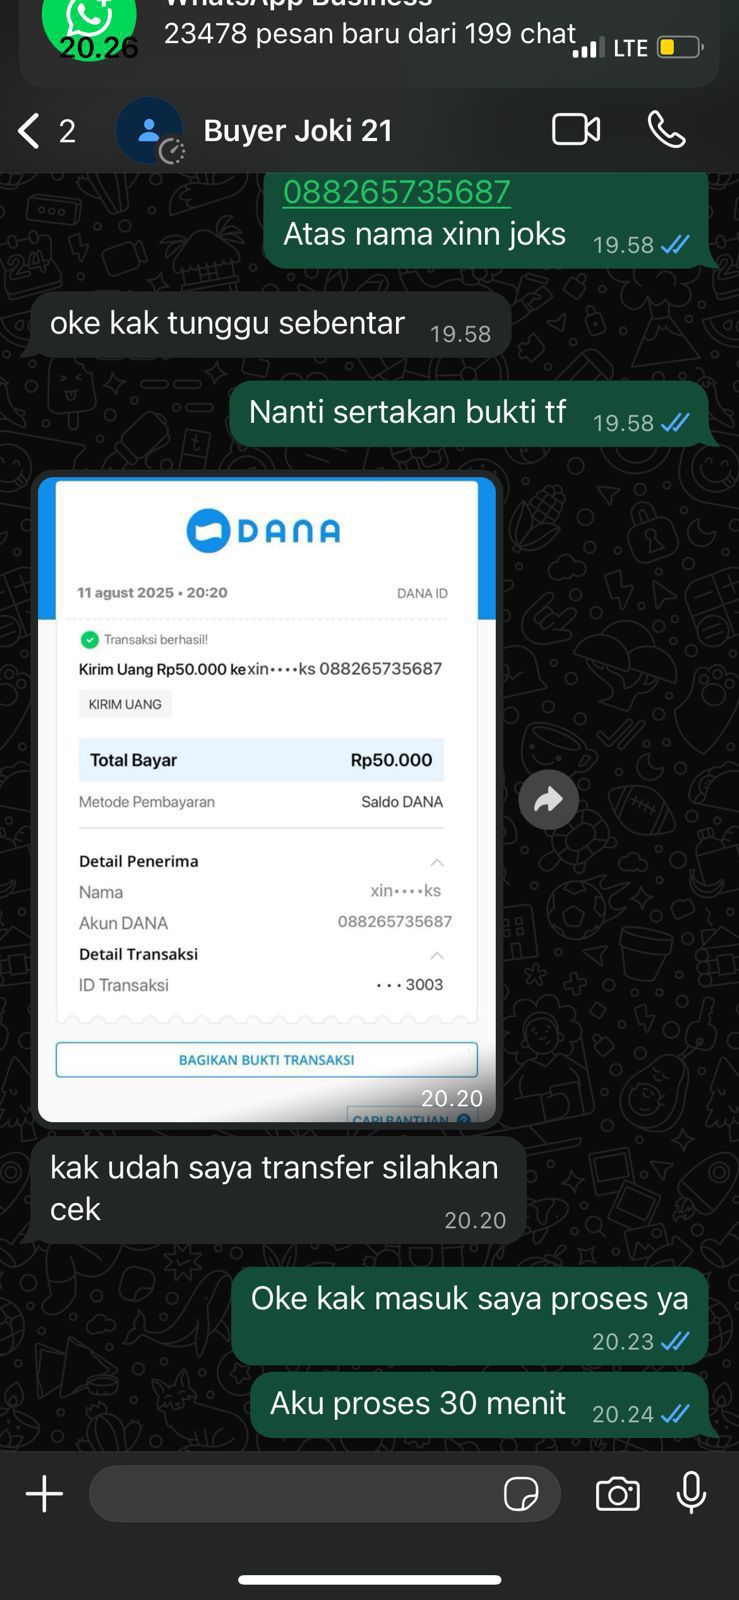 WhatsApp Business
20.26
23478 pesan baru dari 199 chat
LTE
2
Buyer Joki 21
088265735687
Atas nama xinn joks 19.58
oke kak tunggu sebentar 19.58
Nanti sertakan bukti tf 19.58
DANA
11 agust 2025 • 20:20 DANA ID
Transaksi berhasil!
Kirim Uang Rp50.000 ke xin••••ks 088265735687
KIRIM UANG
Total Bayar Rp50.000
Metode Pembayaran Saldo DANA
Detail Penerima
Nama xin••••ks
Akun DANA 088265735687
Detail Transaksi
ID Transaksi •••3003
BAGIKAN BUKTI TRANSAKSI
CARI BANTUAN
20.20
kak udah saya transfer silahkan
cek 20.20
Oke kak masuk saya proses ya
20.23
Aku proses 30 menit 20.24